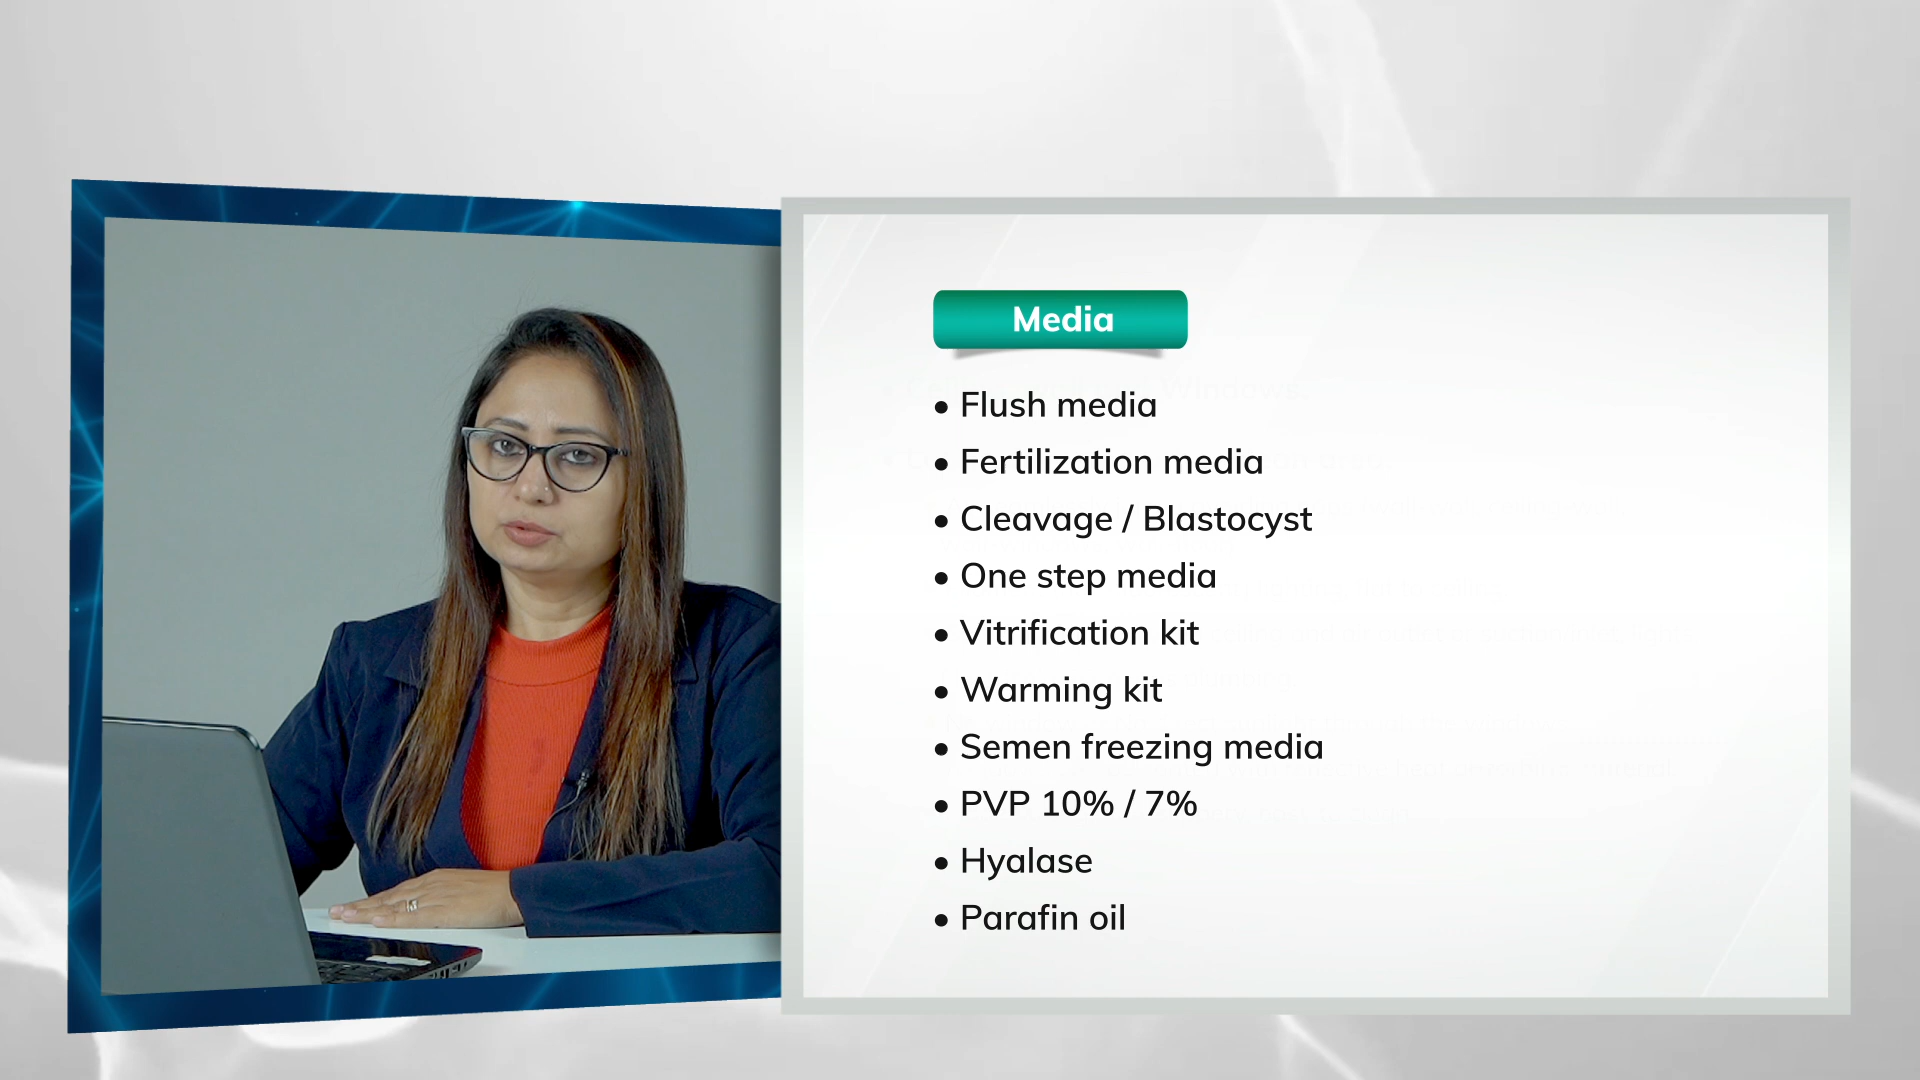 Media
• Flush media
• Fertilization media
• Cleavage / Blastocyst
• One step media
• Vitrification kit
• Warming kit
• Semen freezing media
• PVP 10% / 7%
• Hyalase
• Parafin oil